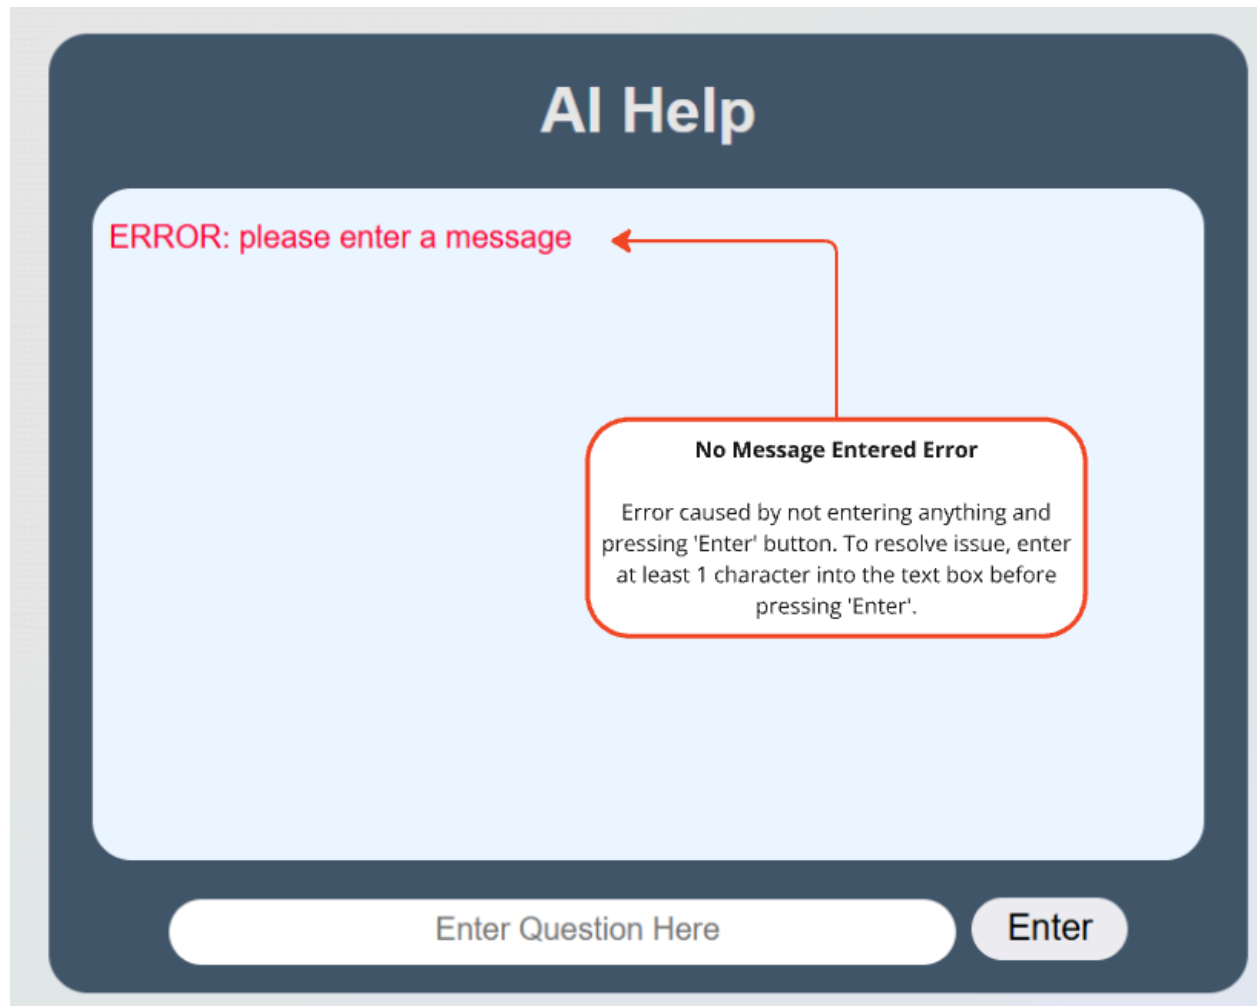 AI Help
ERROR: please enter a message
No Message Entered Error
Error caused by not entering anything and
pressing 'Enter' button. To resolve issue, enter
at least 1 character into the text box before
pressing 'Enter'.
Enter Question Here
Enter